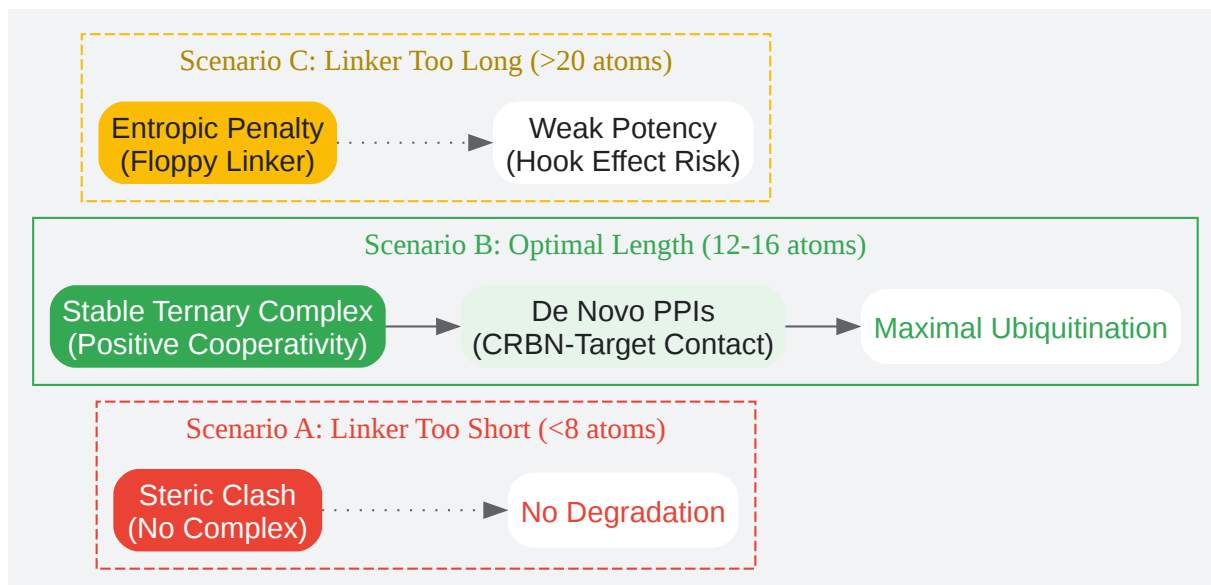 Scenario C: Linker Too Long (>20 atoms)
Entropic Penalty
(Floppy Linker)
Weak Potency
(Hook Effect Risk)
Scenario B: Optimal Length (12-16 atoms)
Stable Ternary Complex
(Positive Cooperativity)
De Novo PPIs
(CRBN-Target Contact)
Maximal Ubiquitination
Scenario A: Linker Too Short (<8 atoms)
Steric Clash
(No Complex)
No Degradation